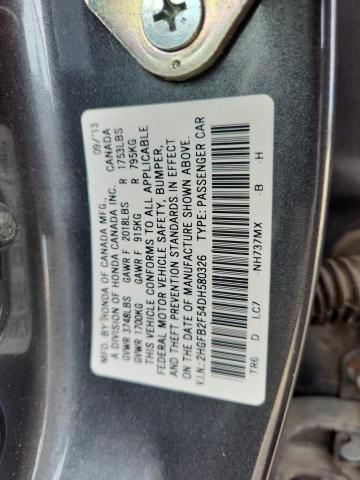 MFD. BY HONDA OF CANADA MFG., 09/13
A DIVISION OF HONDA CANADA INC. CANADA
GVWR 3748LBS GAWR F 2018LBS R 1753LBS
GVWR 1700KG GAWR F 915KG R 795KG
THIS VEHICLE CONFORMS TO ALL APPLICABLE
FEDERAL MOTOR VEHICLE SAFETY, BUMPER,
AND THEFT PREVENTION STANDARDS IN EFFECT
ON THE DATE OF MANUFACTURE SHOWN ABOVE.
V.I.N.: 2HGFB2F54DH580326 TYPE: PASSENGER CAR
NH737MX -B -H
TR6 D LC7